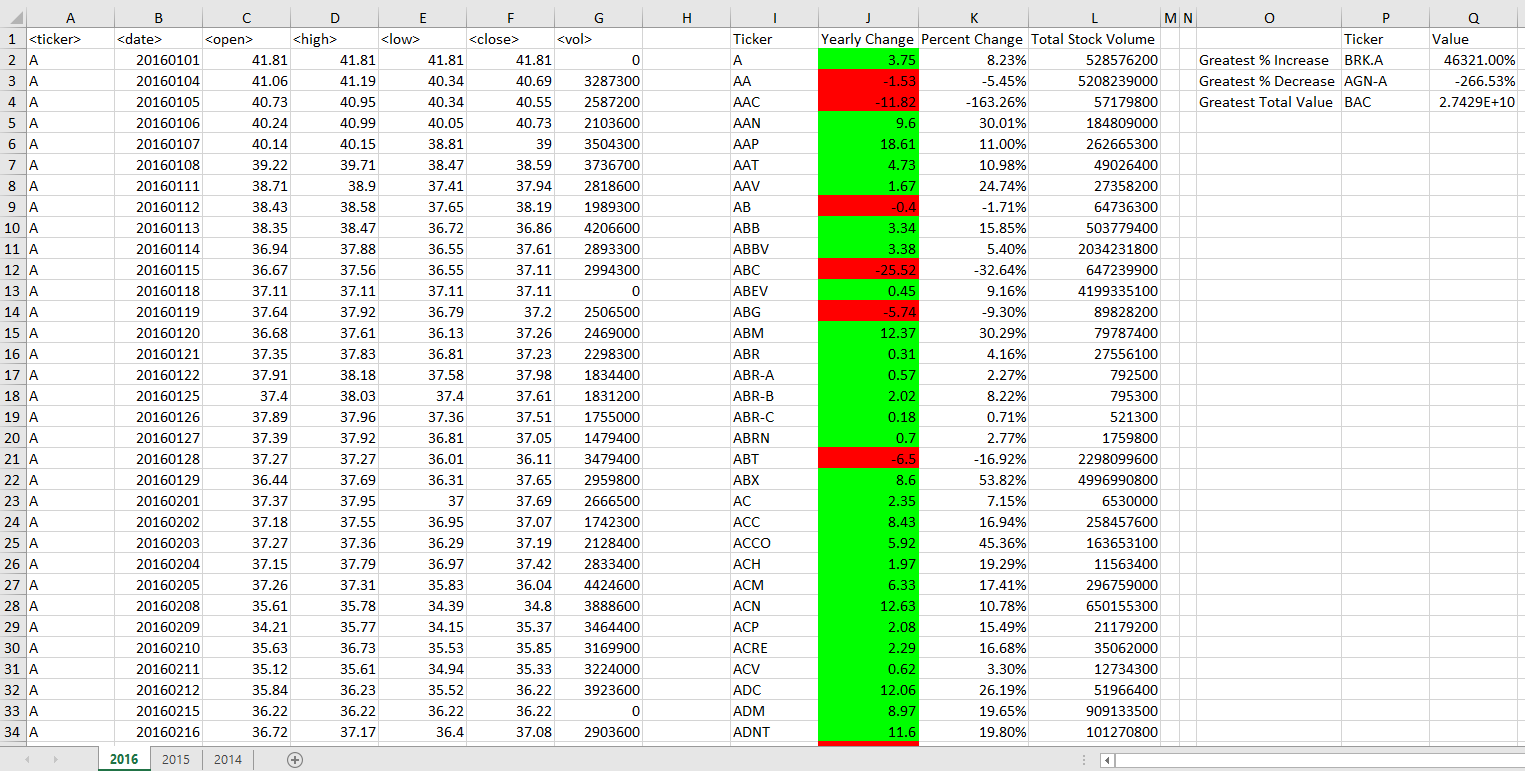 A B C D E F G H I J K L M N O P Q
1 <ticker> <date> <open> <high> <low> <close> <vol> Ticker Yearly Change Percent Change Total Stock Volume Ticker Value
2 A 20160101 41.81 41.81 41.81 41.81 0 A 3.75 8.23% 528576200 Greatest % Increase BRK.A 46321.00%
3 A 20160104 41.06 41.19 40.34 40.69 3287300 AA -1.53 -5.45% 5208239000 Greatest % Decrease AGN-A -266.53%
4 A 20160105 40.73 40.95 40.34 40.55 2587200 AAC -11.82 -163.26% 57179800 Greatest Total Value BAC 2.7429E+10
5 A 20160106 40.24 40.99 40.05 40.73 2103600 AAN 9.6 30.01% 184809000
6 A 20160107 40.14 40.15 38.81 39 3504300 AAP 18.61 11.00% 262665300
7 A 20160108 39.22 39.71 38.47 38.59 3736700 AAT 4.73 10.98% 49026400
8 A 20160111 38.71 38.9 37.41 37.94 2818600 AAV 1.67 24.74% 27358200
9 A 20160112 38.43 38.58 37.65 38.19 1989300 AB -0.4 -1.71% 64736300
10 A 20160113 38.35 38.47 36.72 36.86 4206600 ABB 3.34 15.85% 503779400
11 A 20160114 36.94 37.88 36.55 37.61 2893300 ABBV 3.38 5.40% 2034231800
12 A 20160115 36.67 37.56 36.55 37.11 2994300 ABC -25.52 -32.64% 647239900
13 A 20160118 37.11 37.11 37.11 37.11 0 ABEV 0.45 9.16% 4199335100
14 A 20160119 37.64 37.92 36.79 37.2 2506500 ABG -5.74 -9.30% 89828200
15 A 20160120 36.68 37.61 36.13 37.26 2469000 ABM 12.37 30.29% 79787400
16 A 20160121 37.35 37.83 36.81 37.23 2298300 ABR 0.31 4.16% 27556100
17 A 20160122 37.91 38.18 37.58 37.98 1834400 ABR-A 0.57 2.27% 792500
18 A 20160125 37.4 38.03 37.4 37.61 1831200 ABR-B 2.02 8.22% 795300
19 A 20160126 37.89 37.96 37.36 37.51 1755000 ABR-C 0.18 0.71% 521300
20 A 20160127 37.39 37.92 36.81 37.05 1479400 ABRN 0.7 2.77% 1759800
21 A 20160128 37.27 37.27 36.01 36.11 3479400 ABT -6.5 -16.92% 2298099600
22 A 20160129 36.44 37.69 36.31 37.65 2959800 ABX 8.6 53.82% 4996990800
23 A 20160201 37.37 37.95 37 37.69 2666500 AC 2.35 7.15% 6530000
24 A 20160202 37.18 37.55 36.95 37.07 1742300 ACC 8.43 16.94% 258457600
25 A 20160203 37.27 37.36 36.29 37.19 2128400 ACCO 5.92 45.36% 163653100
26 A 20160204 37.15 37.79 36.97 37.42 2833400 ACH 1.97 19.29% 11563400
27 A 20160205 37.26 37.31 35.83 36.04 4424600 ACM 6.33 17.41% 296759000
28 A 20160208 35.61 35.78 34.39 34.8 3888600 ACN 12.63 10.78% 650155300
29 A 20160209 34.21 35.77 34.15 35.37 3464400 ACP 2.08 15.49% 21179200
30 A 20160210 35.63 36.73 35.53 35.85 3169900 ACRE 2.29 16.68% 35062000
31 A 20160211 35.12 35.61 34.94 35.33 3224000 ACV 0.62 3.30% 12734300
32 A 20160212 35.84 36.23 35.52 36.22 3923600 ADC 12.06 26.19% 51966400
33 A 20160215 36.22 36.22 36.22 36.22 0 ADM 8.97 19.65% 909133500
34 A 20160216 36.72 37.17 36.4 37.08 2903600 ADNT 11.6 19.80% 101270800
2016 2015 2014